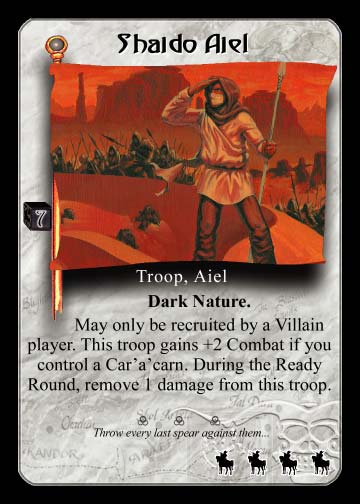 Shaido Aiel
7
Troop, Aiel
Dark Nature.
May only be recruited by a Villain
player. This troop gains +2 Combat if you
control a Car'a'carn. During the Ready
Round, remove 1 damage from this troop.
Throw every last spear against them...
KANDOR